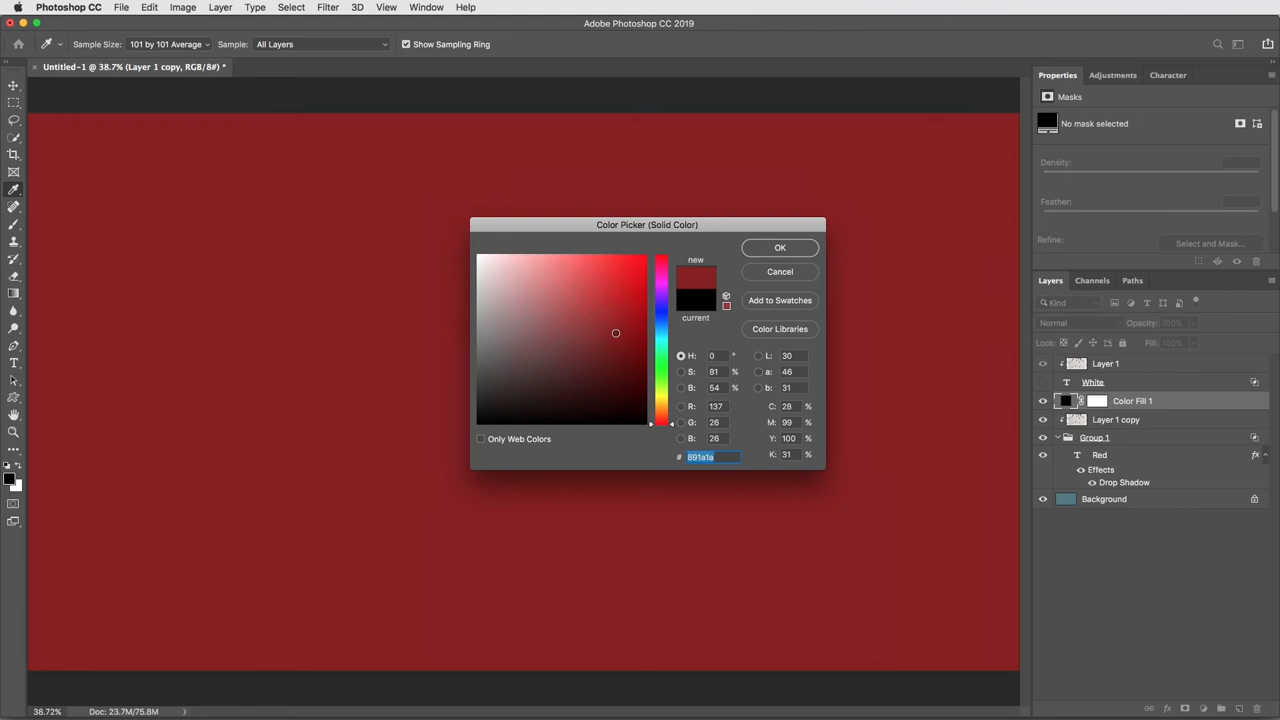 Photoshop CC File Edit Image Layer Type Select Filter 3D View Window Help
Adobe Photoshop CC 2019
Sample Size: 101 by 101 Average Sample: All Layers Show Sampling Ring
Untitled-1 @ 38.7% (Layer 1 copy, RGB/8#) *
Properties Adjustments Character
Masks
No mask selected
Density:
Feather:
Refine: Select and Mask...
Color Picker (Solid Color)
new
current
OK
Cancel
Add to Swatches
Color Libraries
H: 0 ° L: 30
S: 81 % a: 46
B: 54 % b: 31
R: 137 C: 28 %
G: 26 M: 99 %
B: 26 Y: 100 %
# 891a1a K: 31 %
Only Web Colors
Layers Channels Paths
Kind
Normal Opacity: 100%
Lock: Fill: 100%
Layer 1
T White
Color Fill 1
Layer 1 copy
Group 1
T Red fx
Effects
Drop Shadow
Background
38.72% Doc: 23.7M/75.8M
fx